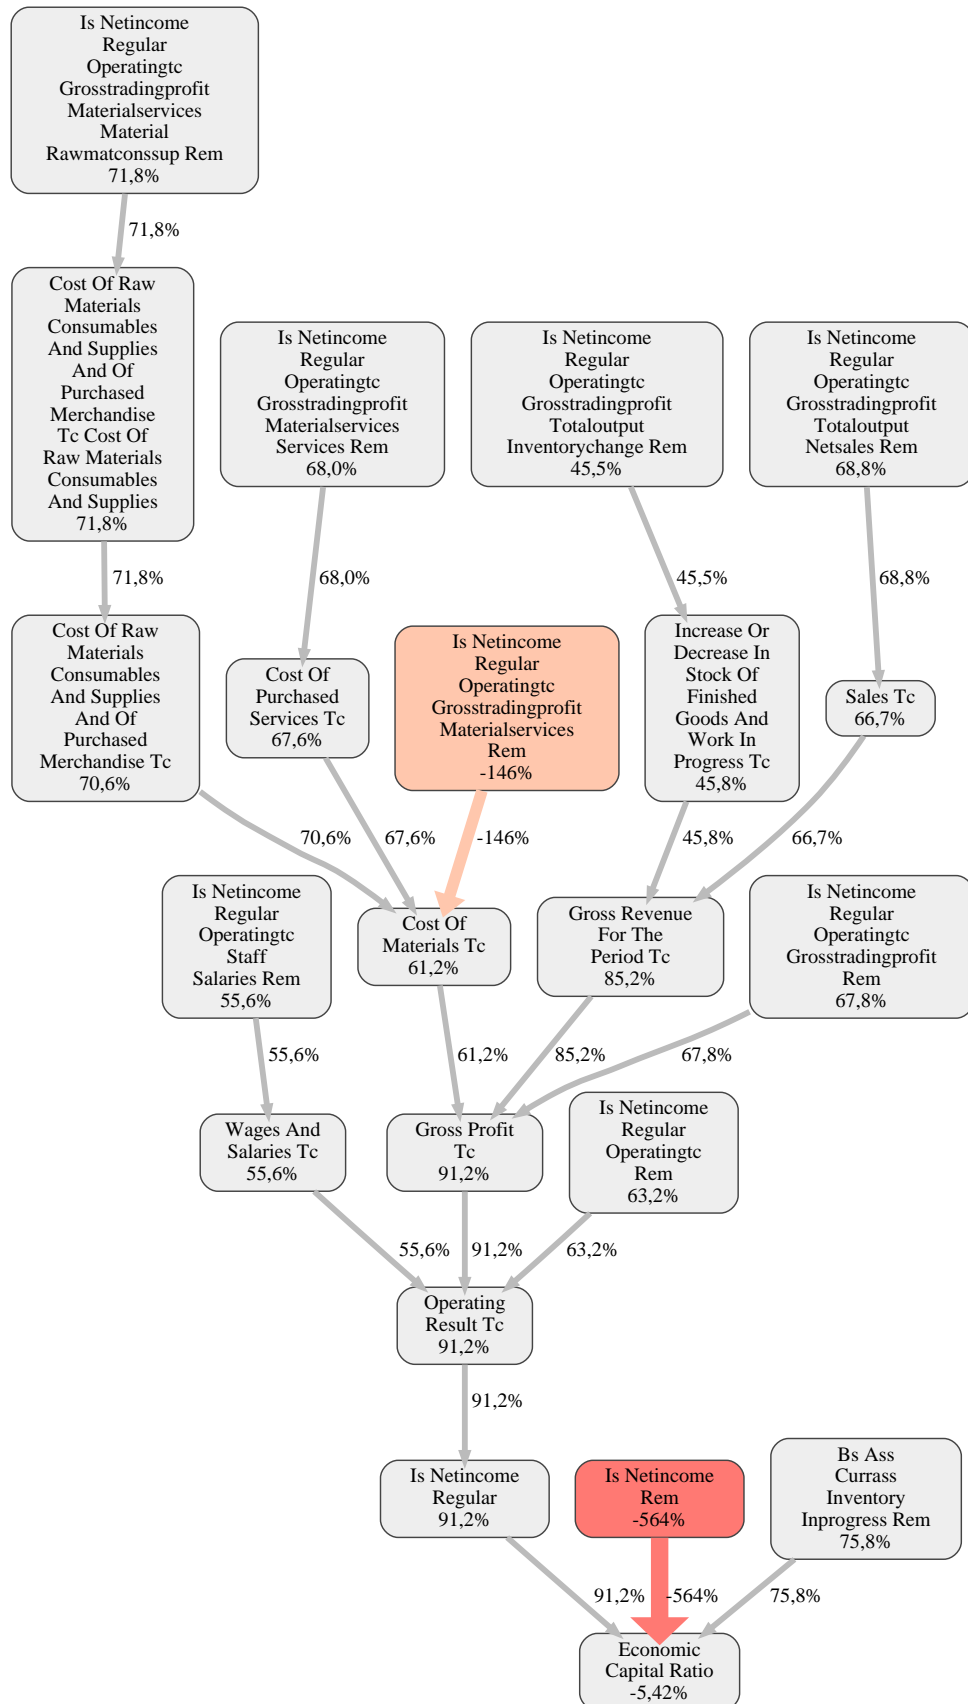 Is Netincome
Regular
Operatingtc
Grosstradingprofit
Materialservices
Material
Rawmatconssup Rem
71,8%
71,8%
Cost Of Raw
Materials
Consumables
And Supplies
And Of
Purchased
Merchandise
Tc Cost Of
Raw Materials
Consumables
And Supplies
71,8%
Is Netincome
Regular
Operatingtc
Grosstradingprofit
Materialservices
Services Rem
68,0%
Is Netincome
Regular
Operatingtc
Grosstradingprofit
Totaloutput
Inventorychange Rem
45,5%
Is Netincome
Regular
Operatingtc
Grosstradingprofit
Totaloutput
Netsales Rem
68,8%
71,8%
68,0%
45,5%
68,8%
Cost Of Raw
Materials
Consumables
And Supplies
And Of
Purchased
Merchandise Tc
70,6%
Cost Of
Purchased
Services Tc
67,6%
Is Netincome
Regular
Operatingtc
Grosstradingprofit
Materialservices
Rem
-146%
Increase Or
Decrease In
Stock Of
Finished
Goods And
Work In
Progress Tc
45,8%
Sales Tc
66,7%
70,6%
67,6%
-146%
45,8%
66,7%
Is Netincome
Regular
Operatingtc
Staff
Salaries Rem
55,6%
Cost Of
Materials Tc
61,2%
Gross Revenue
For The
Period Tc
85,2%
Is Netincome
Regular
Operatingtc
Grosstradingprofit
Rem
67,8%
55,6%
61,2%
85,2%
67,8%
Wages And
Salaries Tc
55,6%
Gross Profit
Tc
91,2%
Is Netincome
Regular
Operatingtc
Rem
63,2%
55,6%
91,2%
63,2%
Operating
Result Tc
91,2%
91,2%
Is Netincome
Regular
91,2%
Is Netincome
Rem
-564%
Bs Ass
Currass
Inventory
Inprogress Rem
75,8%
91,2%
-564%
75,8%
Economic
Capital Ratio
-5,42%